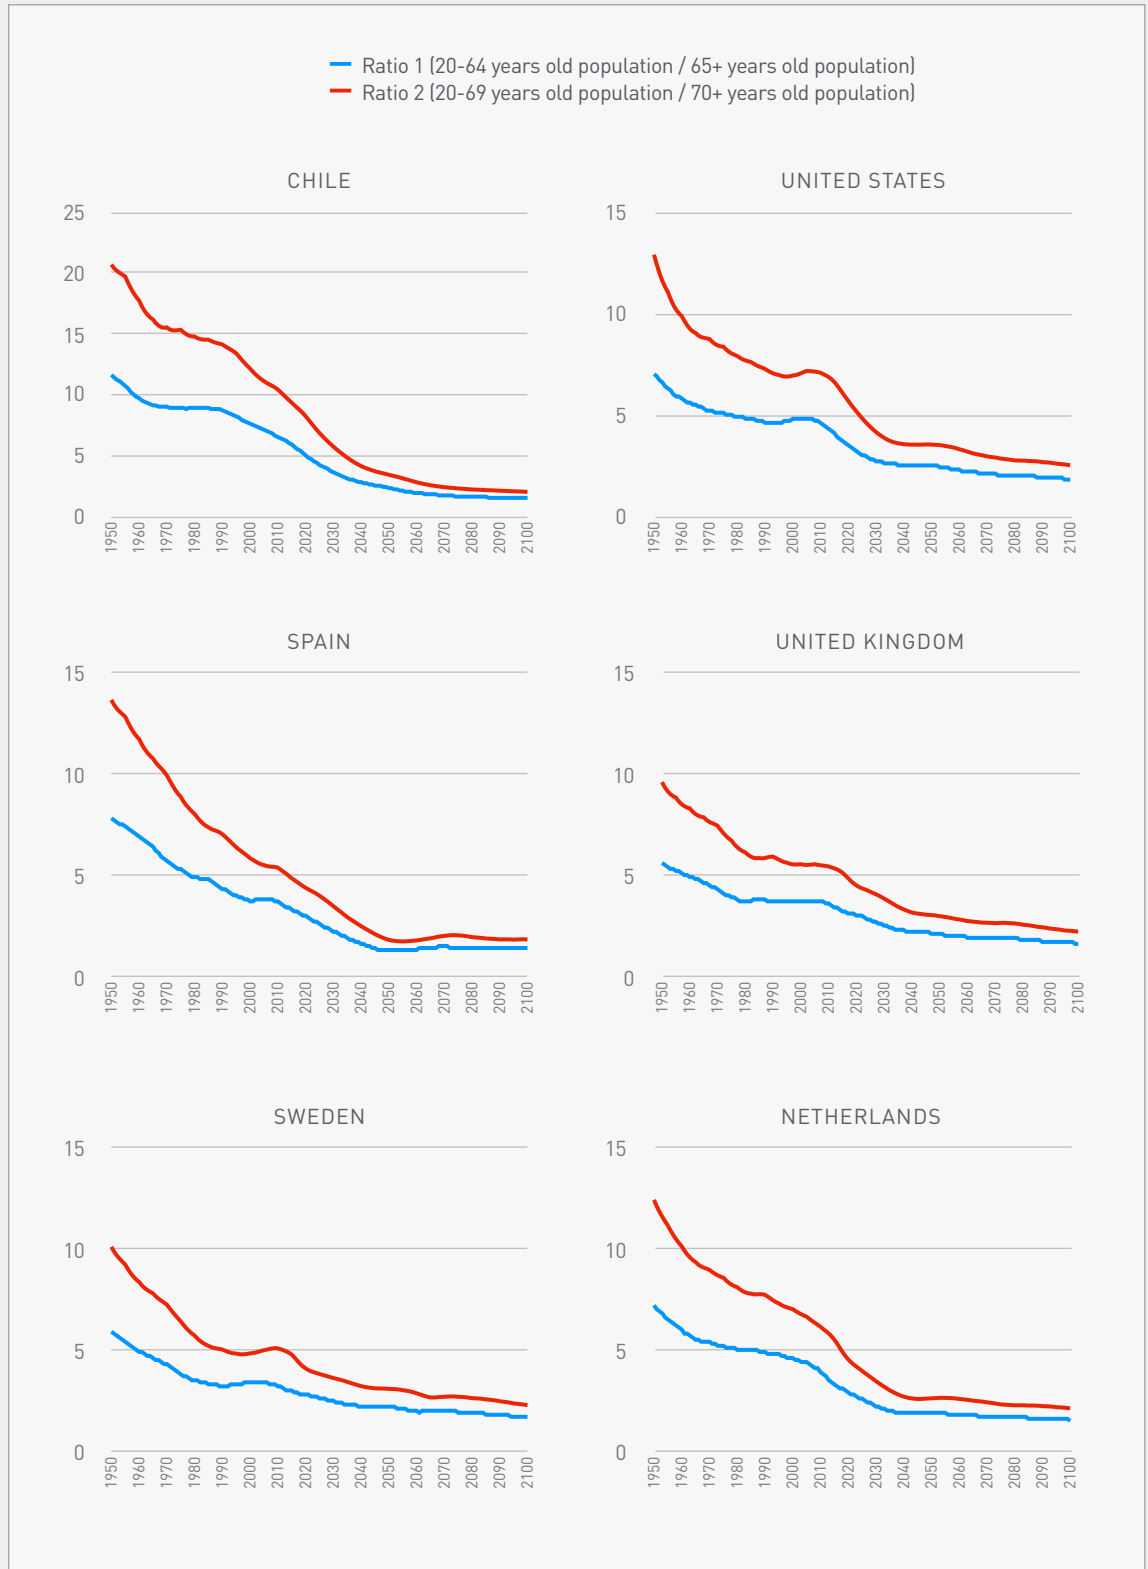 Ratio 1 (20-64 years old population / 65+ years old population)
Ratio 2 (20-69 years old population / 70+ years old population)
CHILE
25
20
15
10
5
0
1950 1960 1970 1980 1990 2000 2010 2020 2030 2040 2050 2060 2070 2080 2090 2100
UNITED STATES
15
10
5
0
1950 1960 1970 1980 1990 2000 2010 2020 2030 2040 2050 2060 2070 2080 2090 2100
SPAIN
15
10
5
0
1950 1960 1970 1980 1990 2000 2010 2020 2030 2040 2050 2060 2070 2080 2090 2100
UNITED KINGDOM
15
10
5
0
1950 1960 1970 1980 1990 2000 2010 2020 2030 2040 2050 2060 2070 2080 2090 2100
SWEDEN
15
10
5
0
1950 1960 1970 1980 1990 2000 2010 2020 2030 2040 2050 2060 2070 2080 2090 2100
NETHERLANDS
15
10
5
0
1950 1960 1970 1980 1990 2000 2010 2020 2030 2040 2050 2060 2070 2080 2090 2100